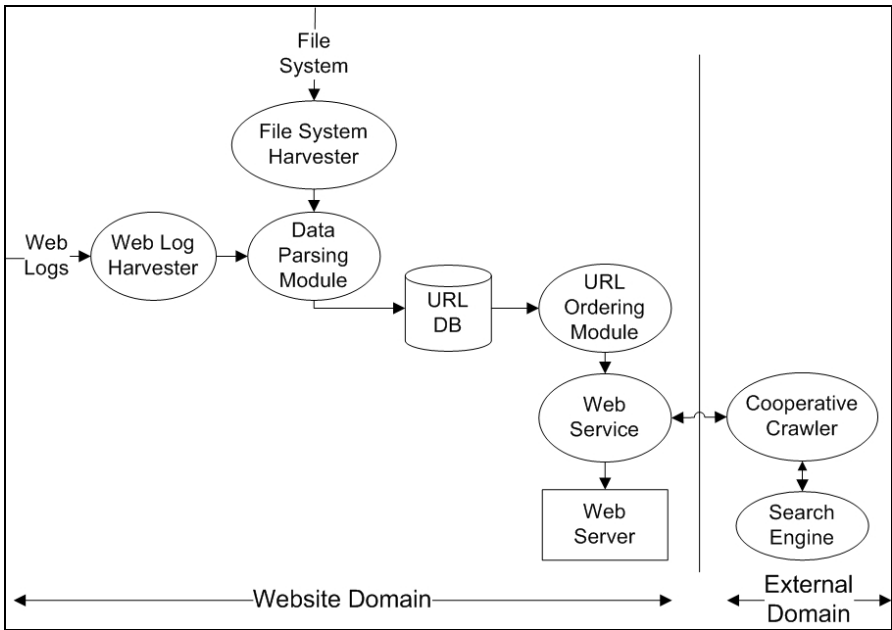 File
System
File System
Harvester
Web
Logs
Web Log
Harvester
Data
Parsing
Module
URL
DB
URL
Ordering
Module
Web
Service
Cooperative
Crawler
Web
Server
Search
Engine
Website Domain
External
Domain